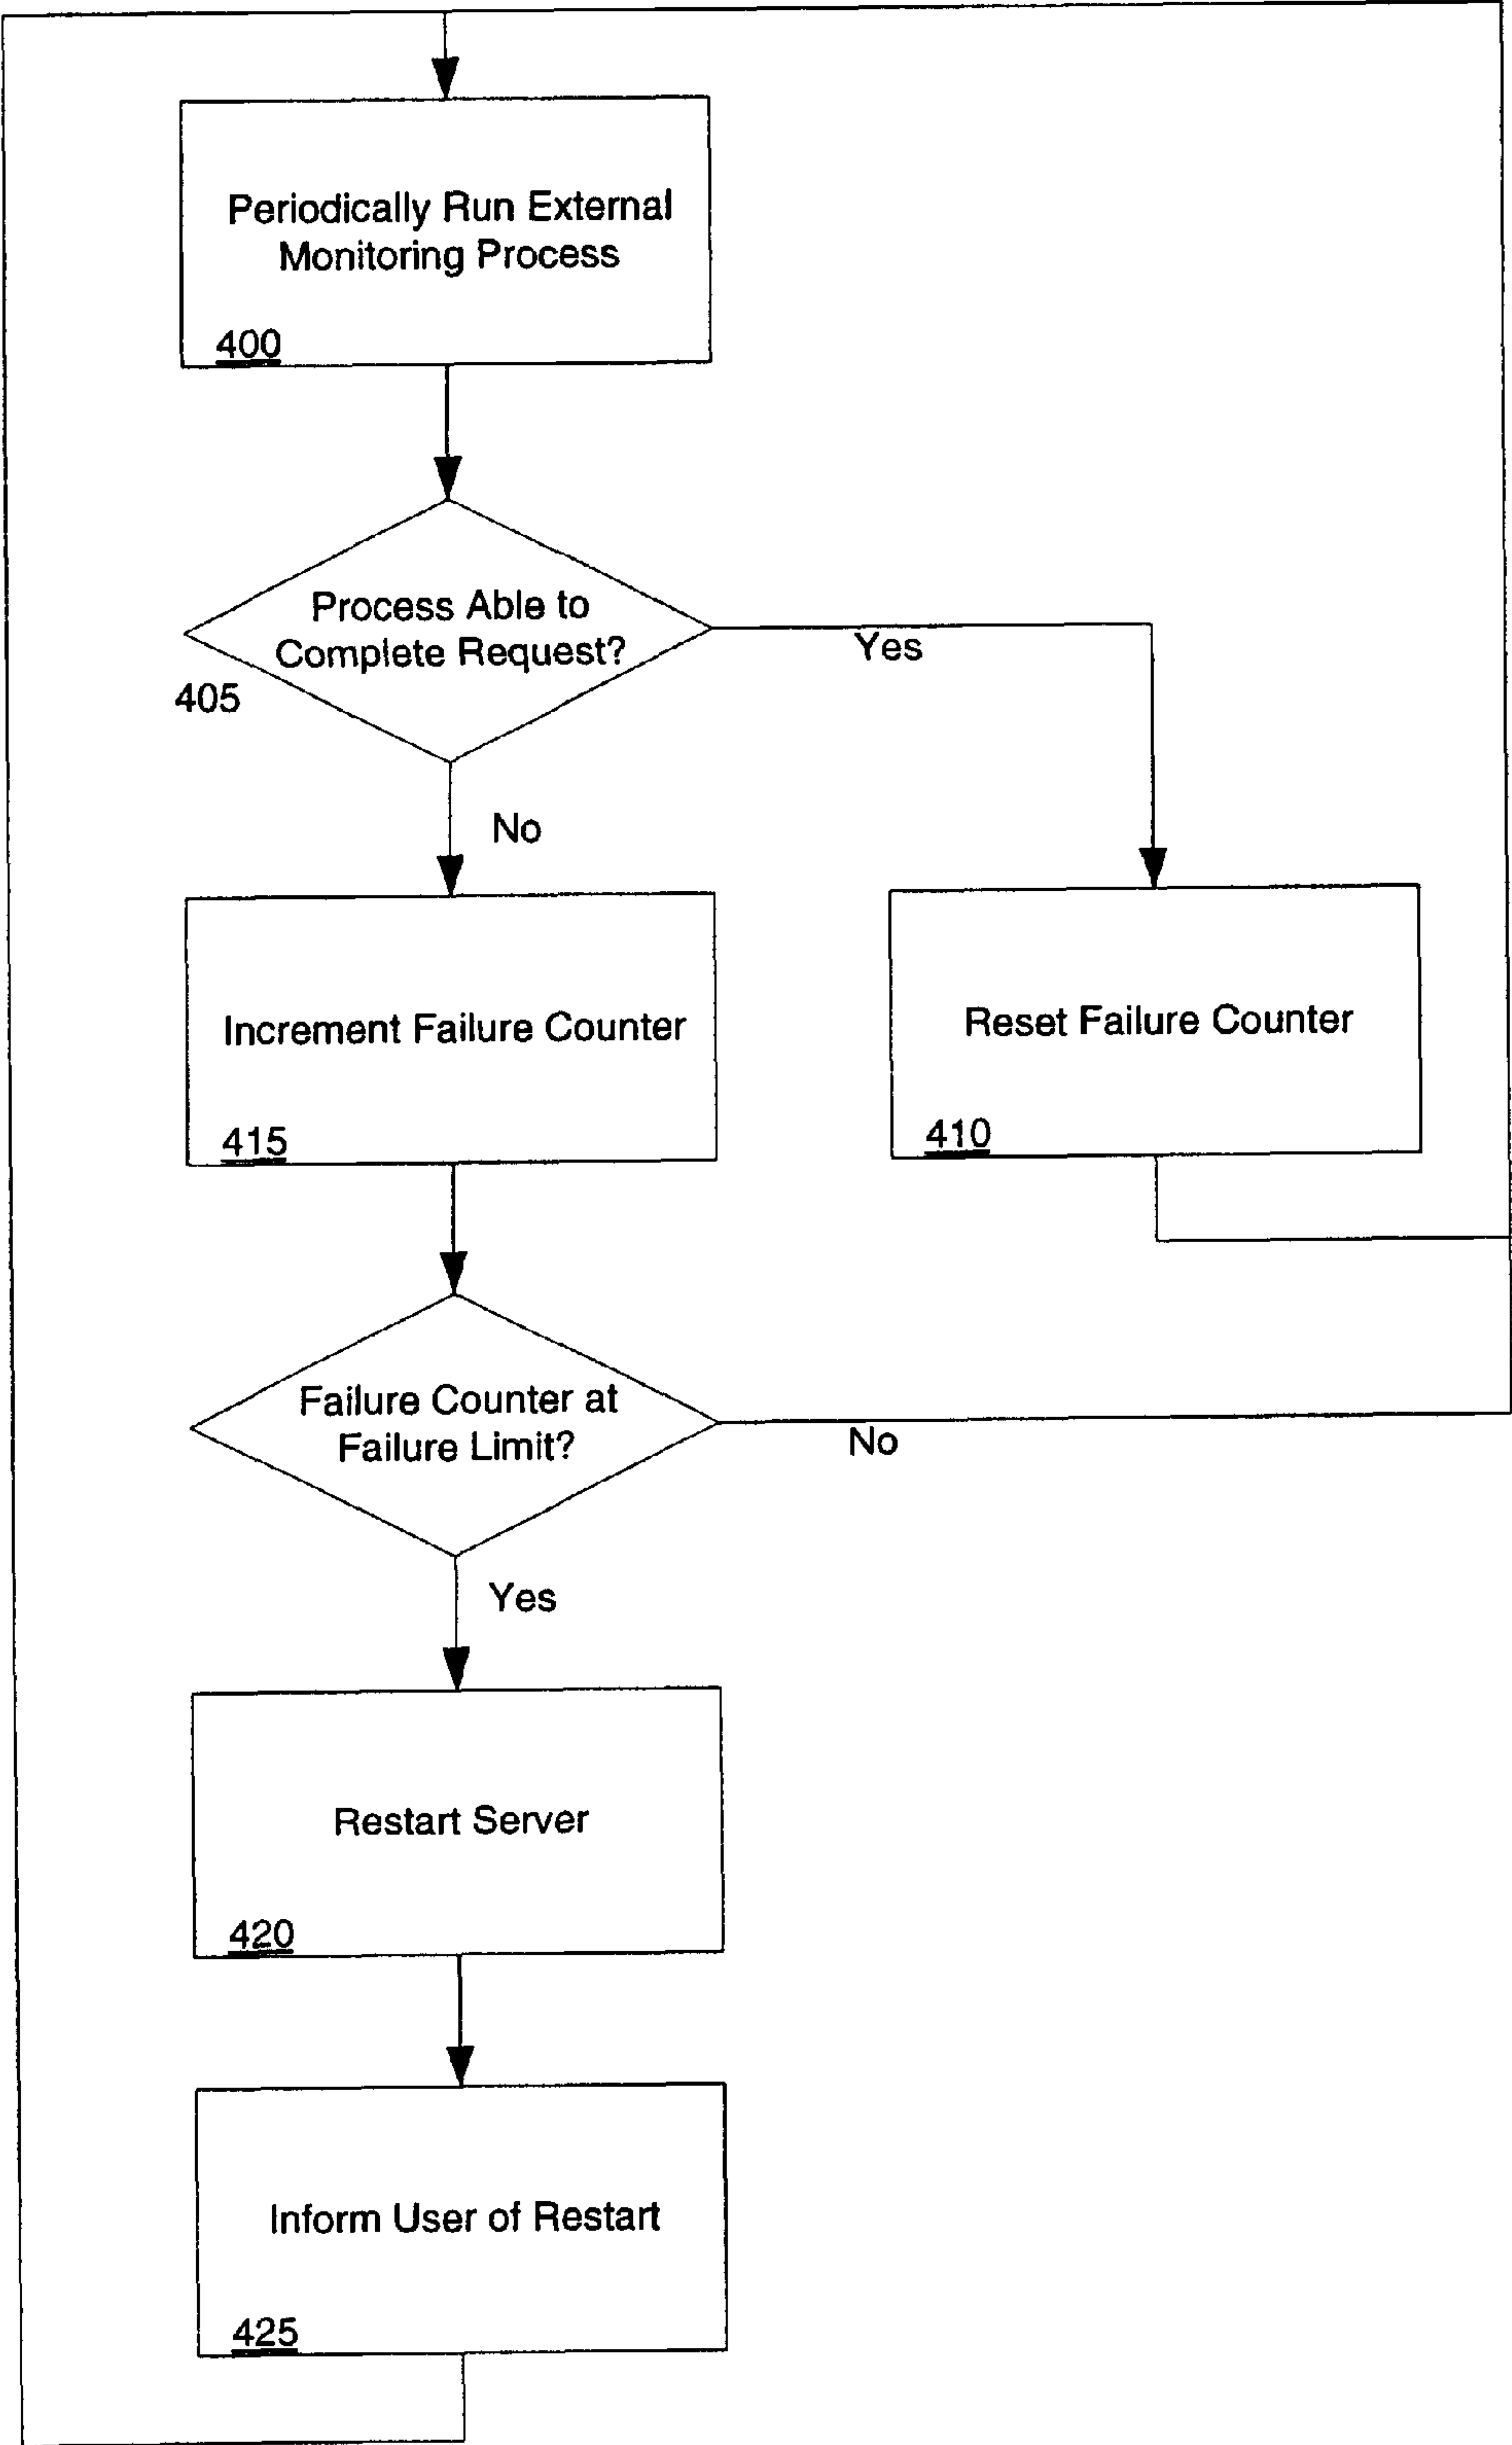 Periodically Run External
Monitoring Process
400
Process Able to
Complete Request?
405
Yes
No
Increment Failure Counter
415
Reset Failure Counter
410
Failure Counter at
Failure Limit?
No
Yes
Restart Server
420
Inform User of Restart
425